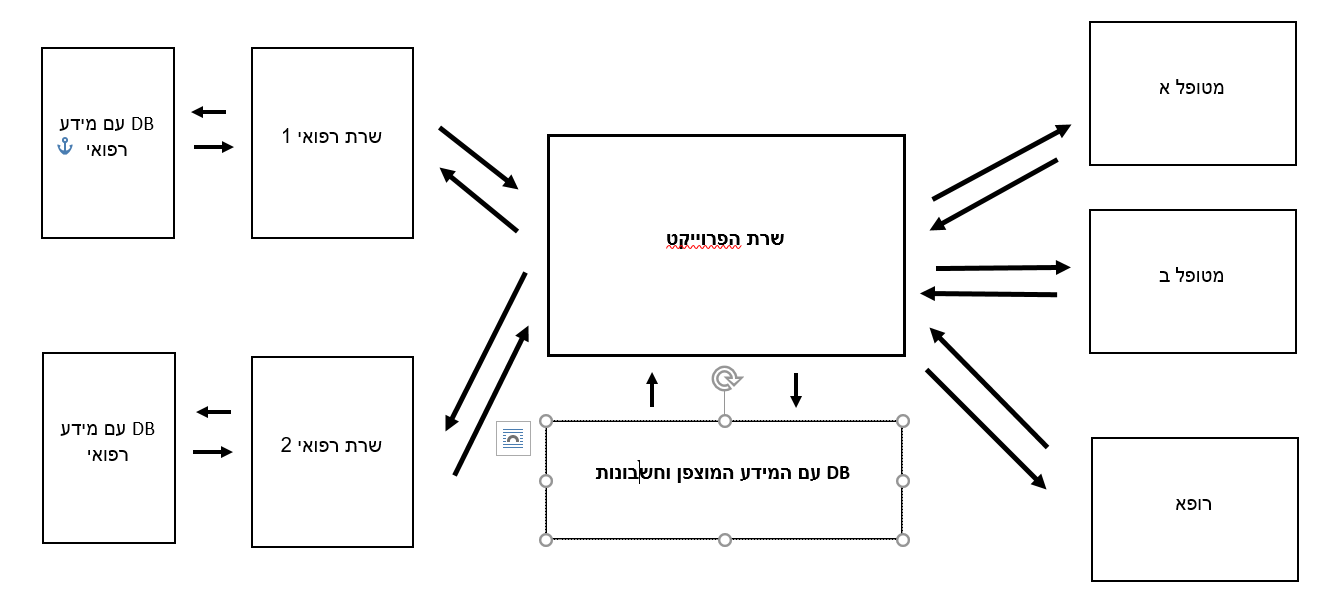 מטופל א
DB עם מידע
רפואי
שרת רפואי 1
שרת הפרוייקט
מטופל ב
DB עם מידע
רפואי
שרת רפואי 2
DB עם המידע המוצפן וחשבונות
רופא